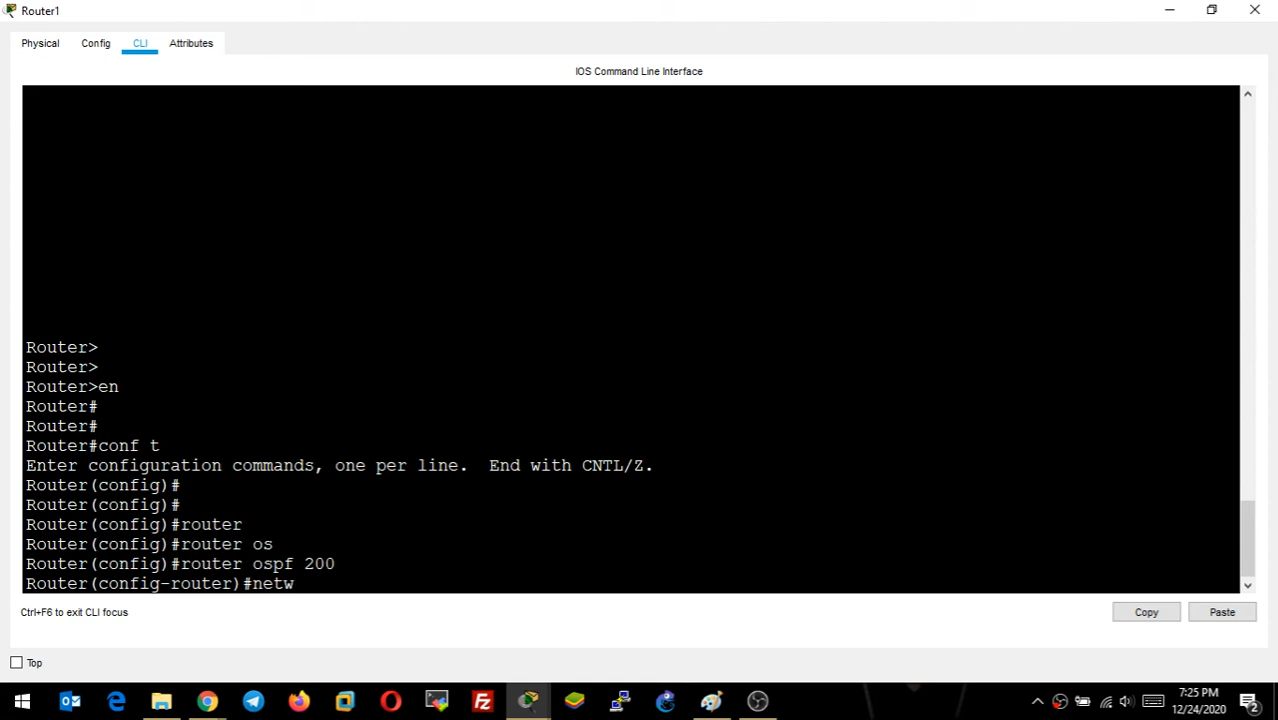 Router1
Physical Config CLI Attributes
IOS Command Line Interface
Router>
Router>
Router>en
Router#
Router#
Router#conf t
Enter configuration commands, one per line.  End with CNTL/Z.
Router(config)#
Router(config)#
Router(config)#router
Router(config)#router os
Router(config)#router ospf 200
Router(config-router)#netw
Ctrl+F6 to exit CLI focus
Copy Paste
Top
7:25 PM
12/24/2020
2